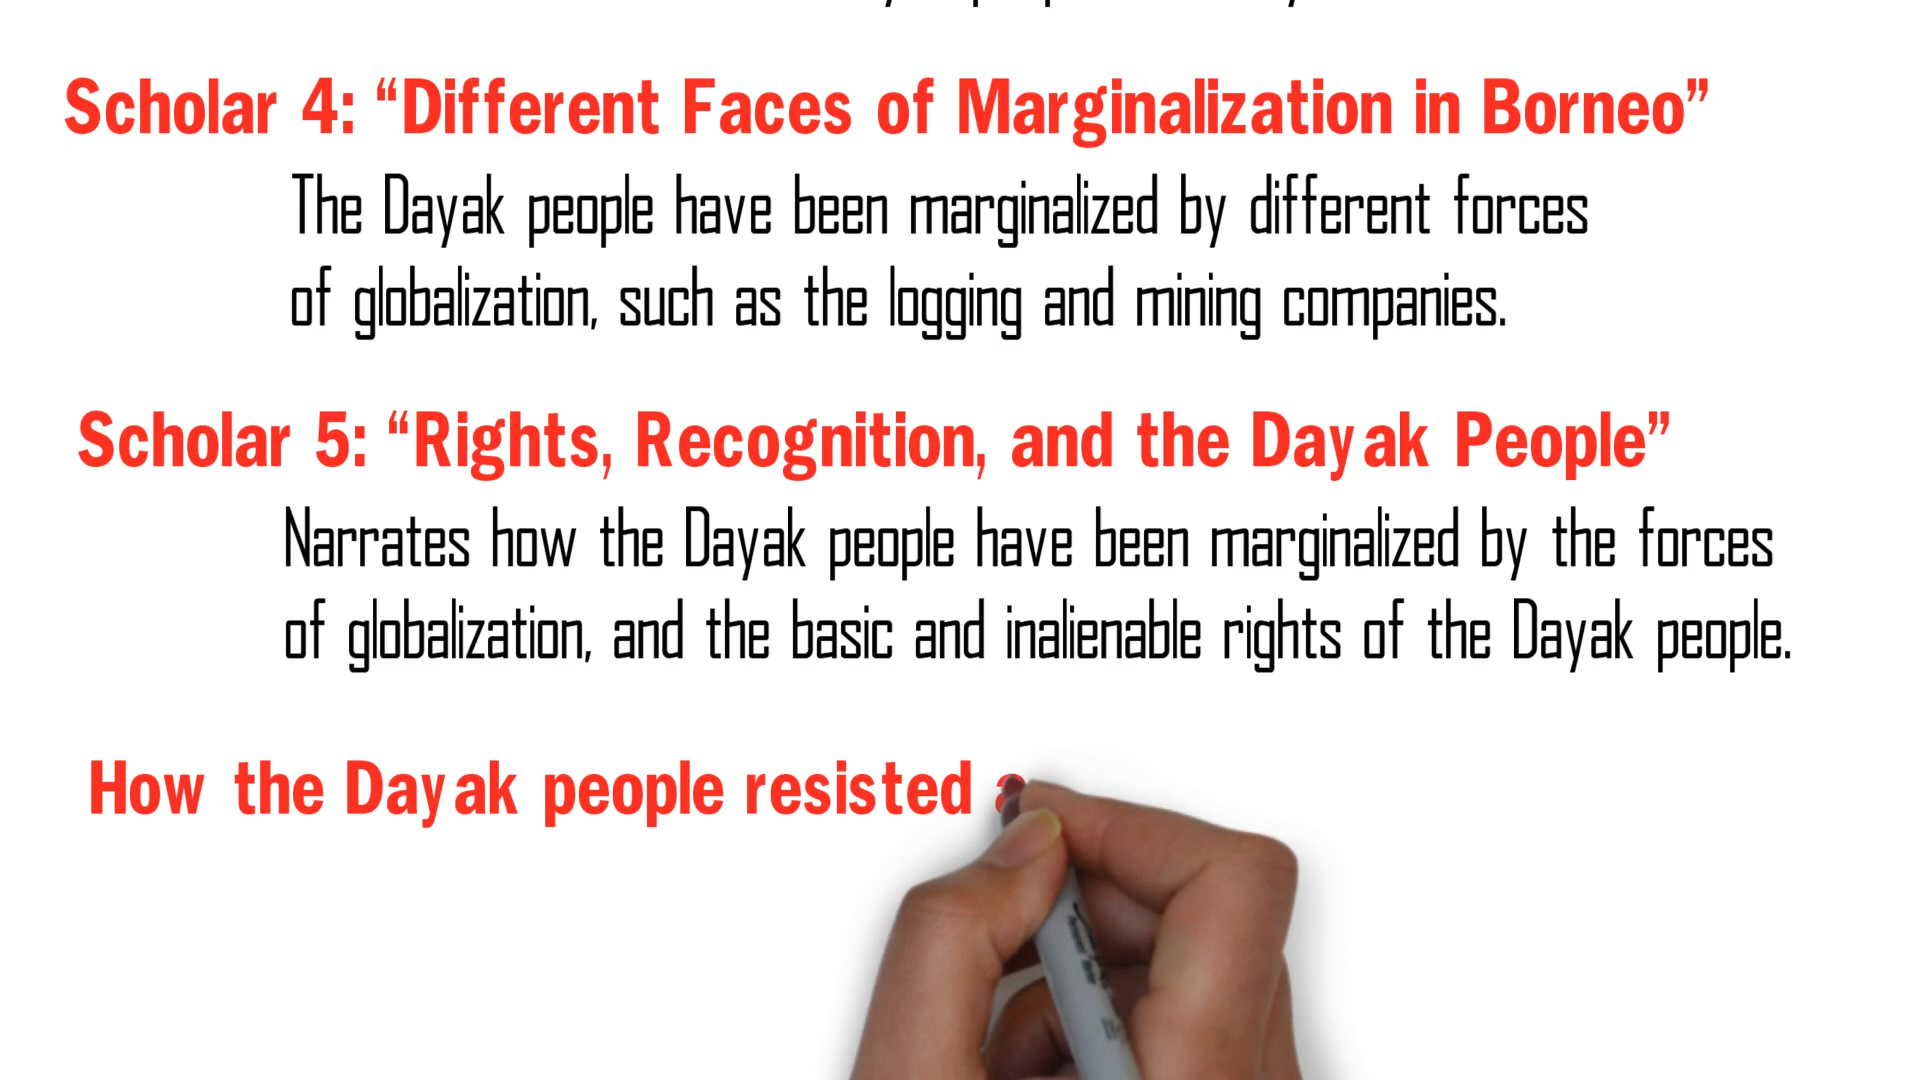 Scholar 4: “Different Faces of Marginalization in Borneo”
The Dayak people have been marginalized by different forces
of globalization, such as the logging and mining companies.
Scholar 5: “Rights, Recognition, and the Dayak People”
Narrates how the Dayak people have been marginalized by the forces
of globalization, and the basic and inalienable rights of the Dayak people.
How the Dayak people resisted